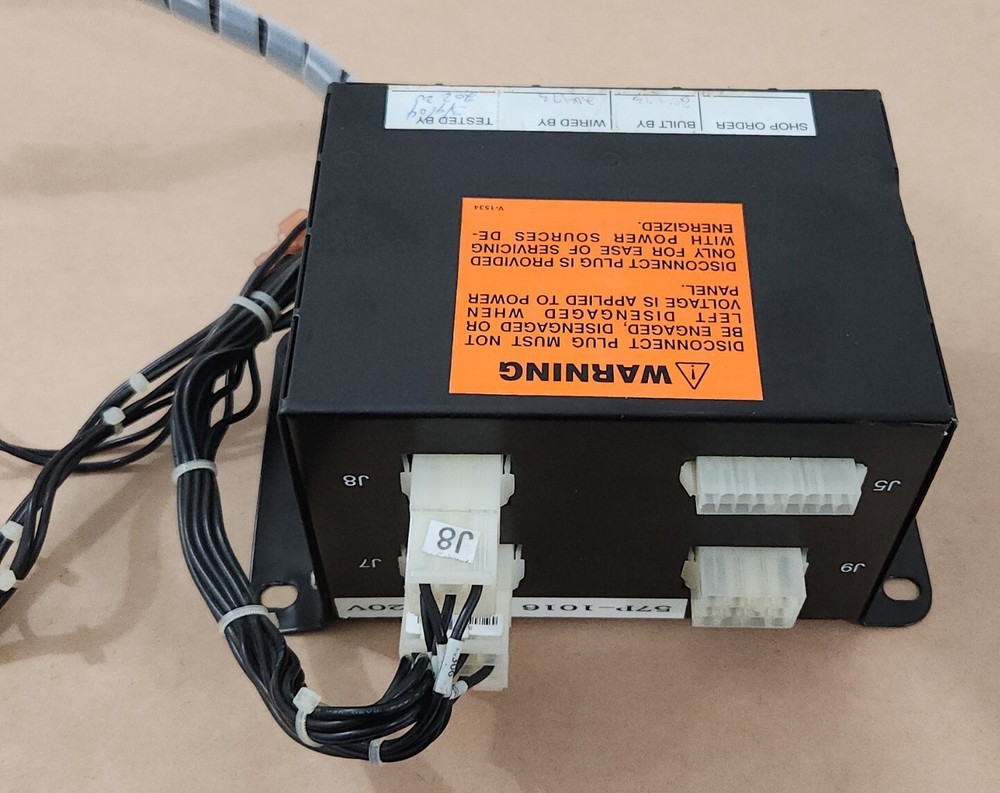 57P-1016
20V
J9
J7
J8
J5
J8
WARNING
DISCONNECT PLUG MUST NOT
BE ENGAGED, DISENGAGED OR
LEFT DISENGAGED WHEN
VOLTAGE IS APPLIED TO POWER
PANEL.
DISCONNECT PLUG IS PROVIDED
ONLY FOR EASE OF SERVICING
WITH POWER SOURCES DE-
ENERGIZED.
V-1534
SHOP ORDER BUILT BY WIRED BY TESTED BY